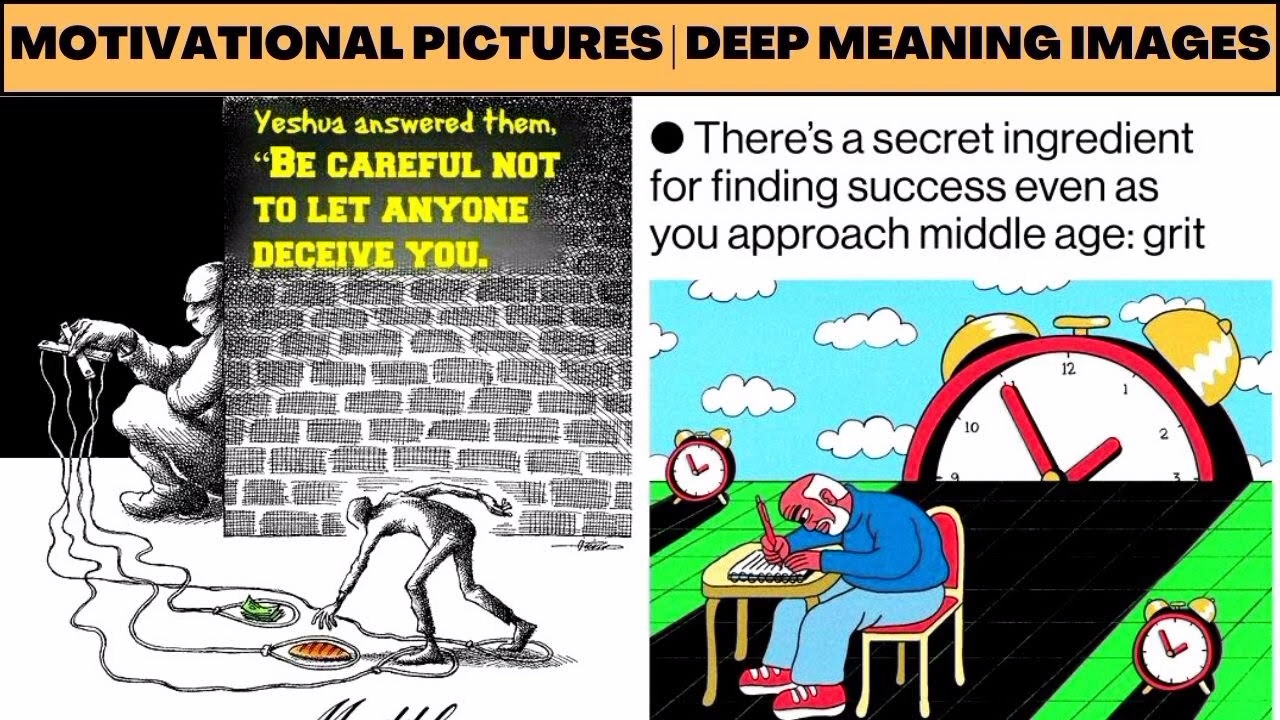 MOTIVATIONAL PICTURES | DEEP MEANING IMAGES
Yeshua answered them,
“BE CAREFUL NOT
TO LET ANYONE
DECEIVE YOU.
● There’s a secret ingredient
for finding success even as
you approach middle age: grit
12
1
10
2
9
3